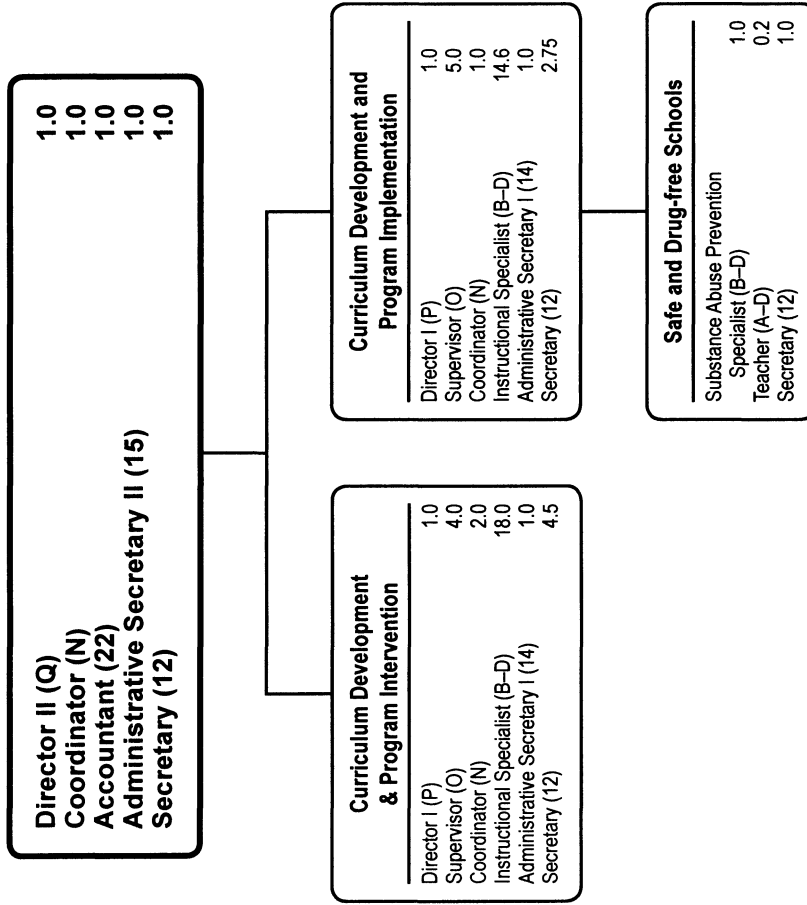 Director II (Q) 1.0
Coordinator (N) 1.0
Accountant (22) 1.0
Administrative Secretary II (15) 1.0
Secretary (12) 1.0
Curriculum Development
& Program Intervention
Director I (P) 1.0
Supervisor (O) 4.0
Coordinator (N) 2.0
Instructional Specialist (B–D) 18.0
Administrative Secretary I (14) 1.0
Secretary (12) 4.5
Curriculum Development and
Program Implementation
Director I (P) 1.0
Supervisor (O) 5.0
Coordinator (N) 1.0
Instructional Specialist (B–D) 14.6
Administrative Secretary I (14) 1.0
Secretary (12) 2.75
Safe and Drug-free Schools
Substance Abuse Prevention
Specialist (B–D) 1.0
Teacher (A–D) 0.2
Secretary (12) 1.0